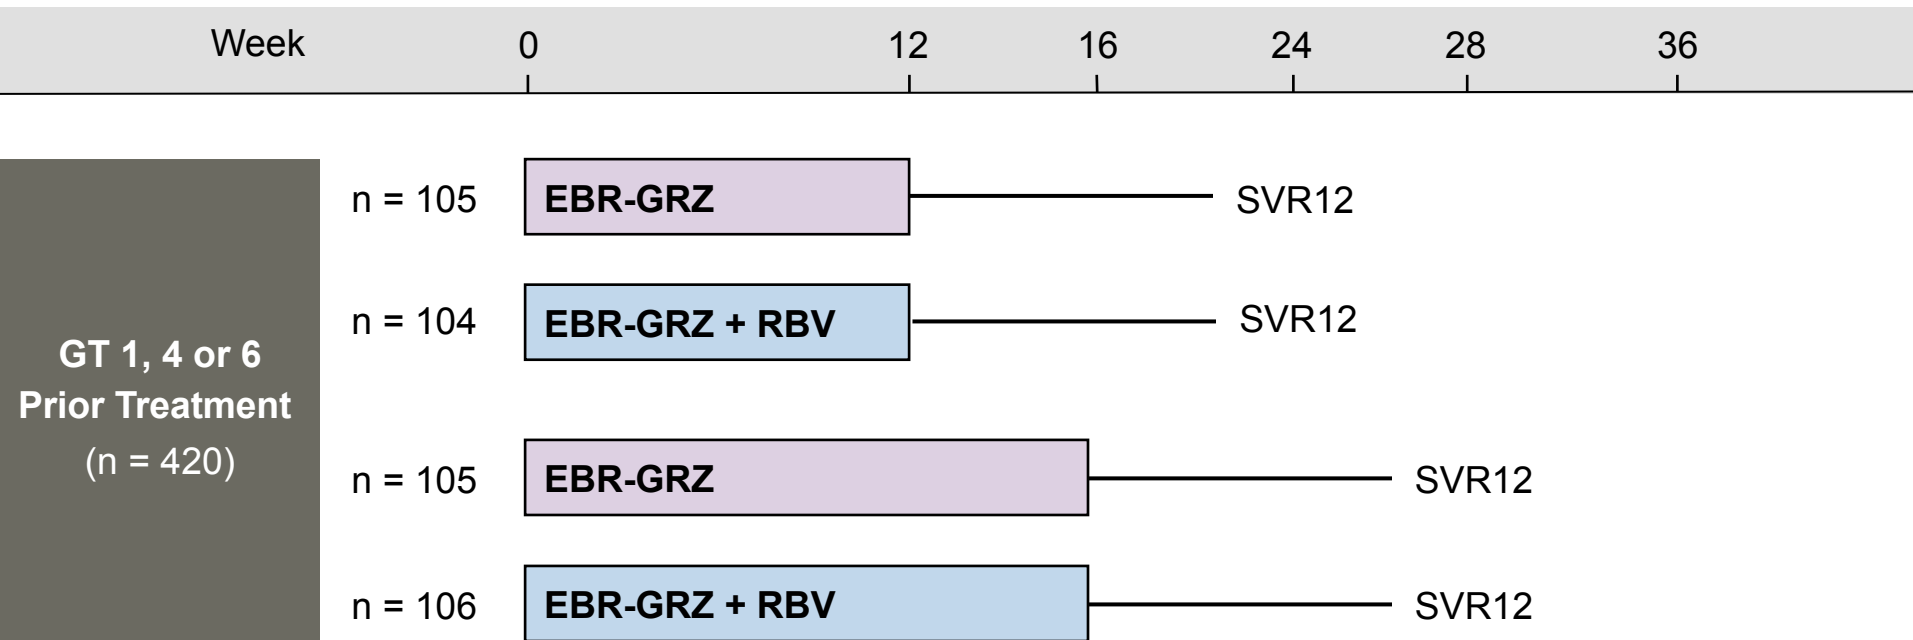 Week 0 12 16 24 28 36
n = 105 EBR-GRZ SVR12
n = 104 EBR-GRZ + RBV SVR12
GT 1, 4 or 6
Prior Treatment
(n = 420)
n = 105 EBR-GRZ SVR12
n = 106 EBR-GRZ + RBV SVR12